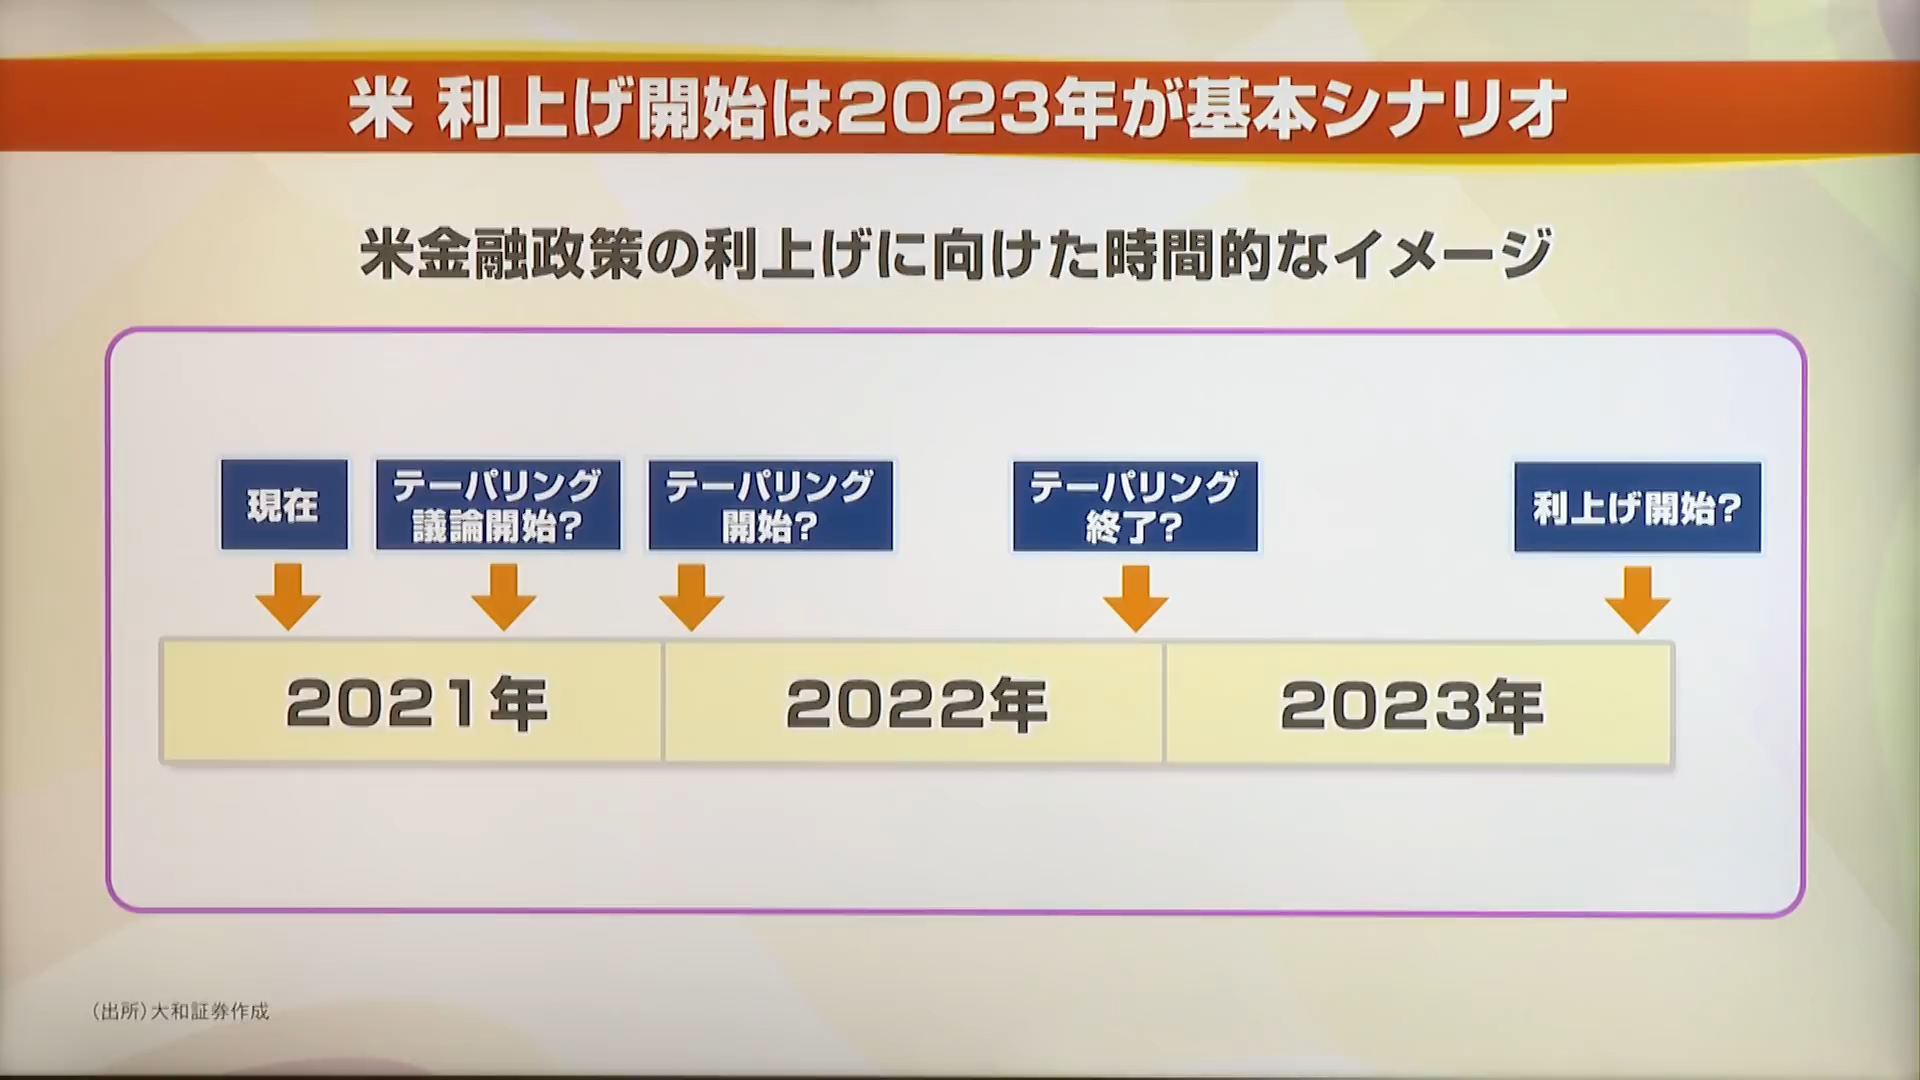 米 利上げ開始は2023年が基本シナリオ
米金融政策の利上げに向けた時間的なイメージ
現在
テーパリング
議論開始?
テーパリング
開始?
テーパリング
終了?
利上げ開始?
2021年
2022年
2023年
（出所）大和証券作成